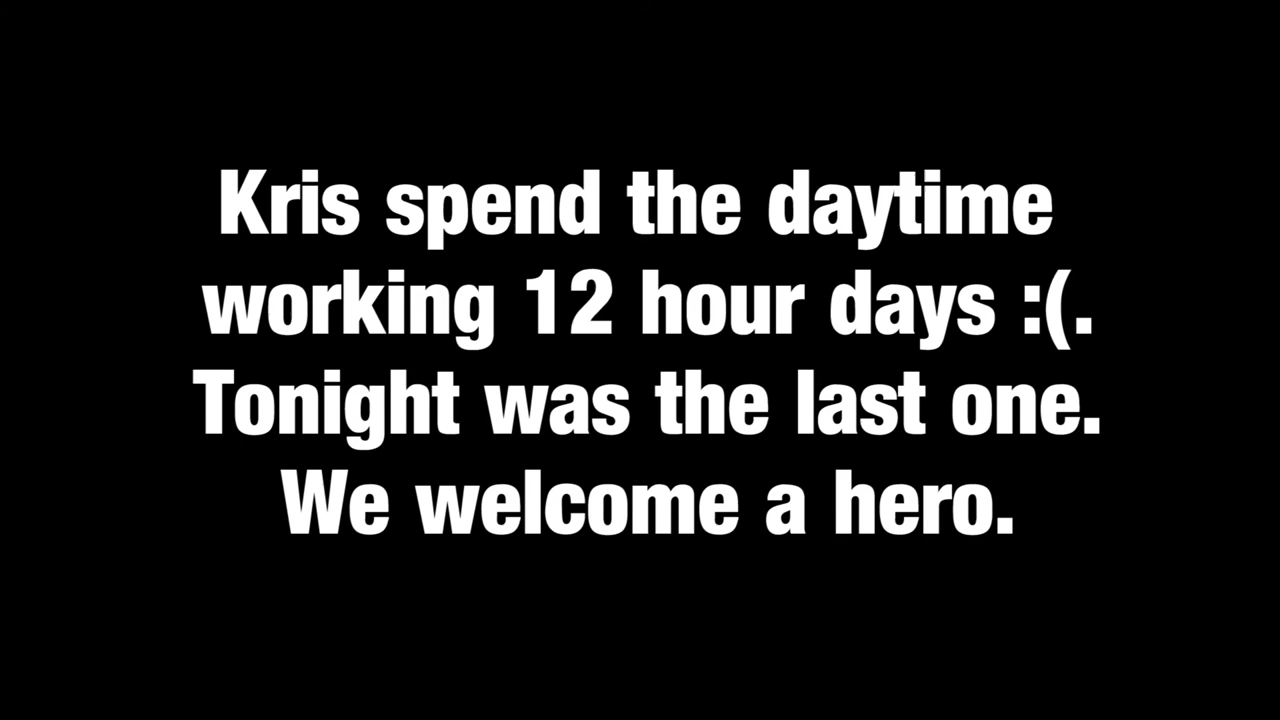 Kris spend the daytime
working 12 hour days :(.
Tonight was the last one.
We welcome a hero.